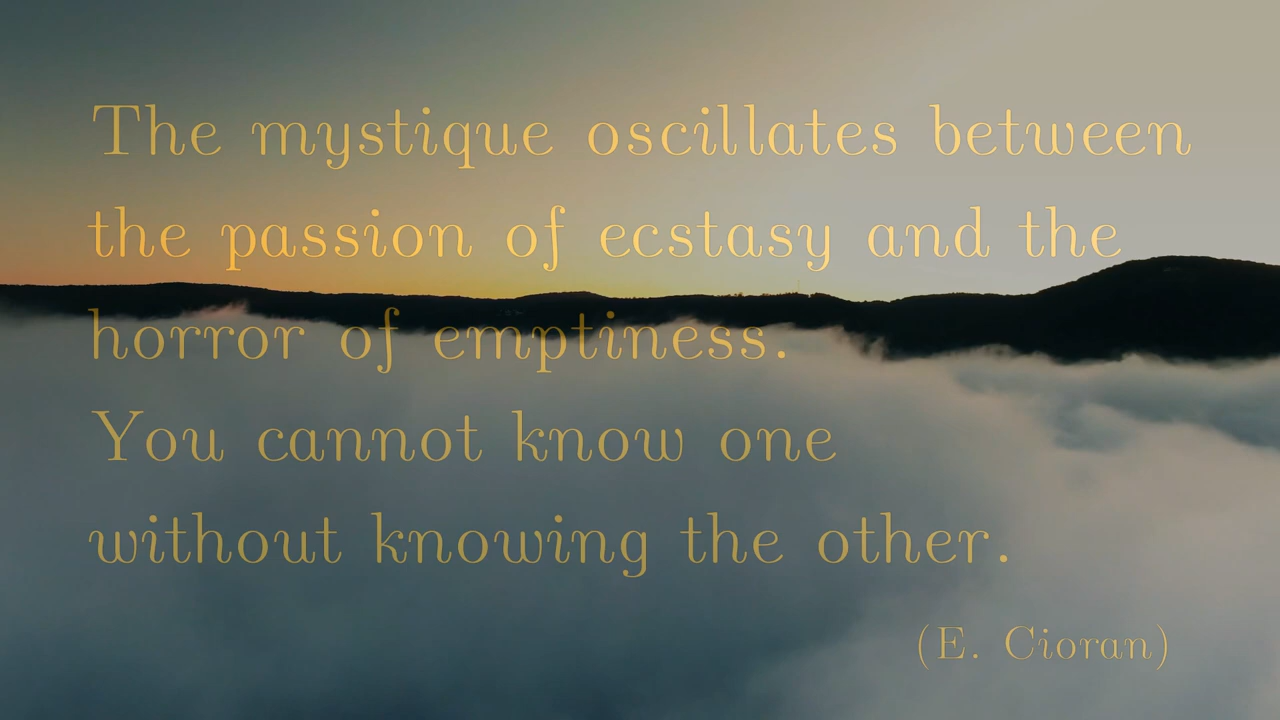 The mystique oscillates between
the passion of ecstasy and the
horror of emptiness.
You cannot know one
without knowing the other.
(E. Cioran)